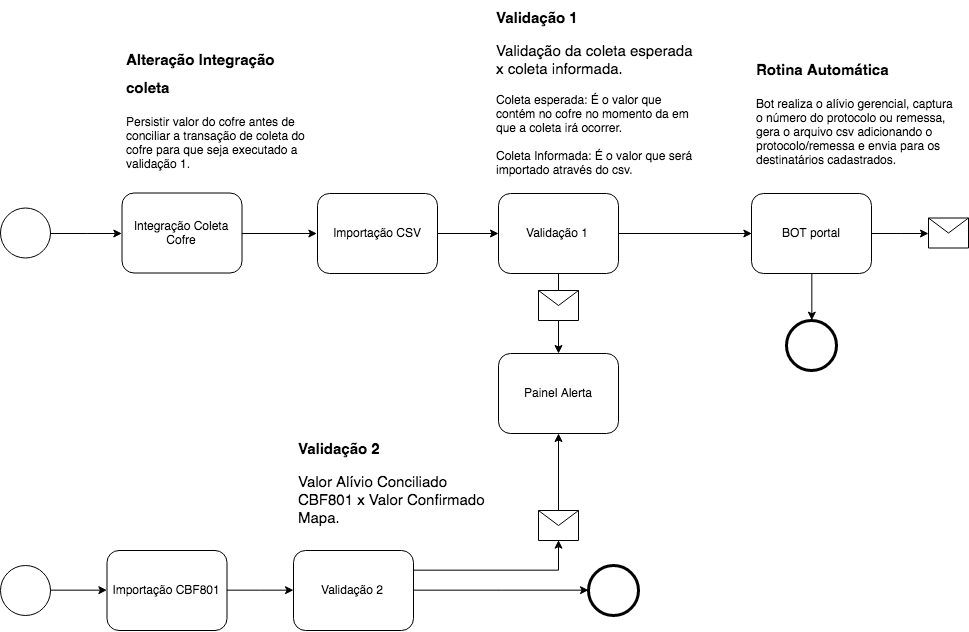 Validação 1
Validação da coleta esperada
x coleta informada.
Coleta esperada: É o valor que
contém no cofre no momento da em
que a coleta irá ocorrer.
Coleta Informada: É o valor que será
importado através do csv.
Alteração Integração
coleta
Persistir valor do cofre antes de
conciliar a transação de coleta do
cofre para que seja executado a
validação 1.
Rotina Automática
Bot realiza o alívio gerencial, captura
o número do protocolo ou remessa,
gera o arquivo csv adicionando o
protocolo/remessa e envia para os
destinatários cadastrados.
Integração Coleta
Cofre
Importação CSV
Validação 1
BOT portal
Painel Alerta
Validação 2
Valor Alívio Conciliado
CBF801 x Valor Confirmado
Mapa.
Importação CBF801
Validação 2